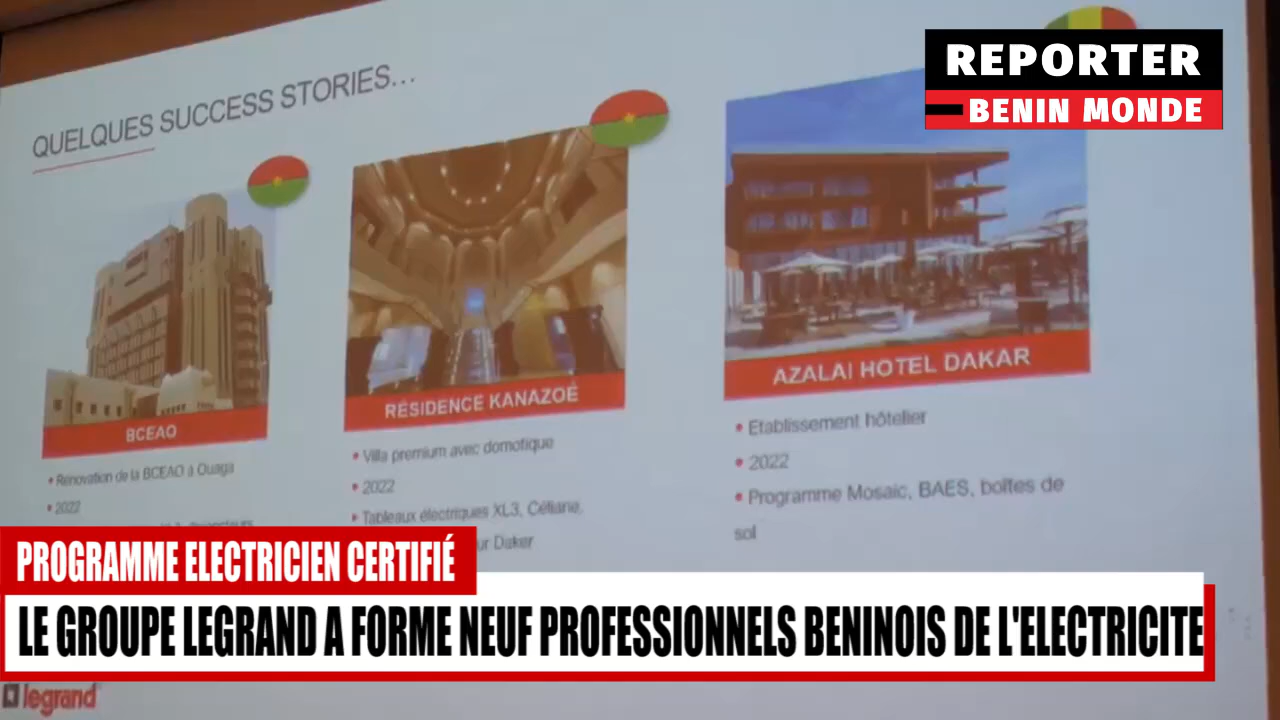 REPORTER
BENIN MONDE
QUELQUES SUCCESS STORIES...
BCEAO
• Rénovation de la BCEAO à Ouaga
• 2022
RÉSIDENCE KANAZOÉ
• Villa premium avec domotique
• 2022
• Tableaux électriques XL3, Céliane,
ur Daker
AZALAI HOTEL DAKAR
• Etablissement hôtelier
• 2022
• Programme Mosaic, BAES, boîtes de
sol
PROGRAMME ELECTRICIEN CERTIFIÉ
LE GROUPE LEGRAND A FORME NEUF PROFESSIONNELS BENINOIS DE L'ELECTRICITE
legrand